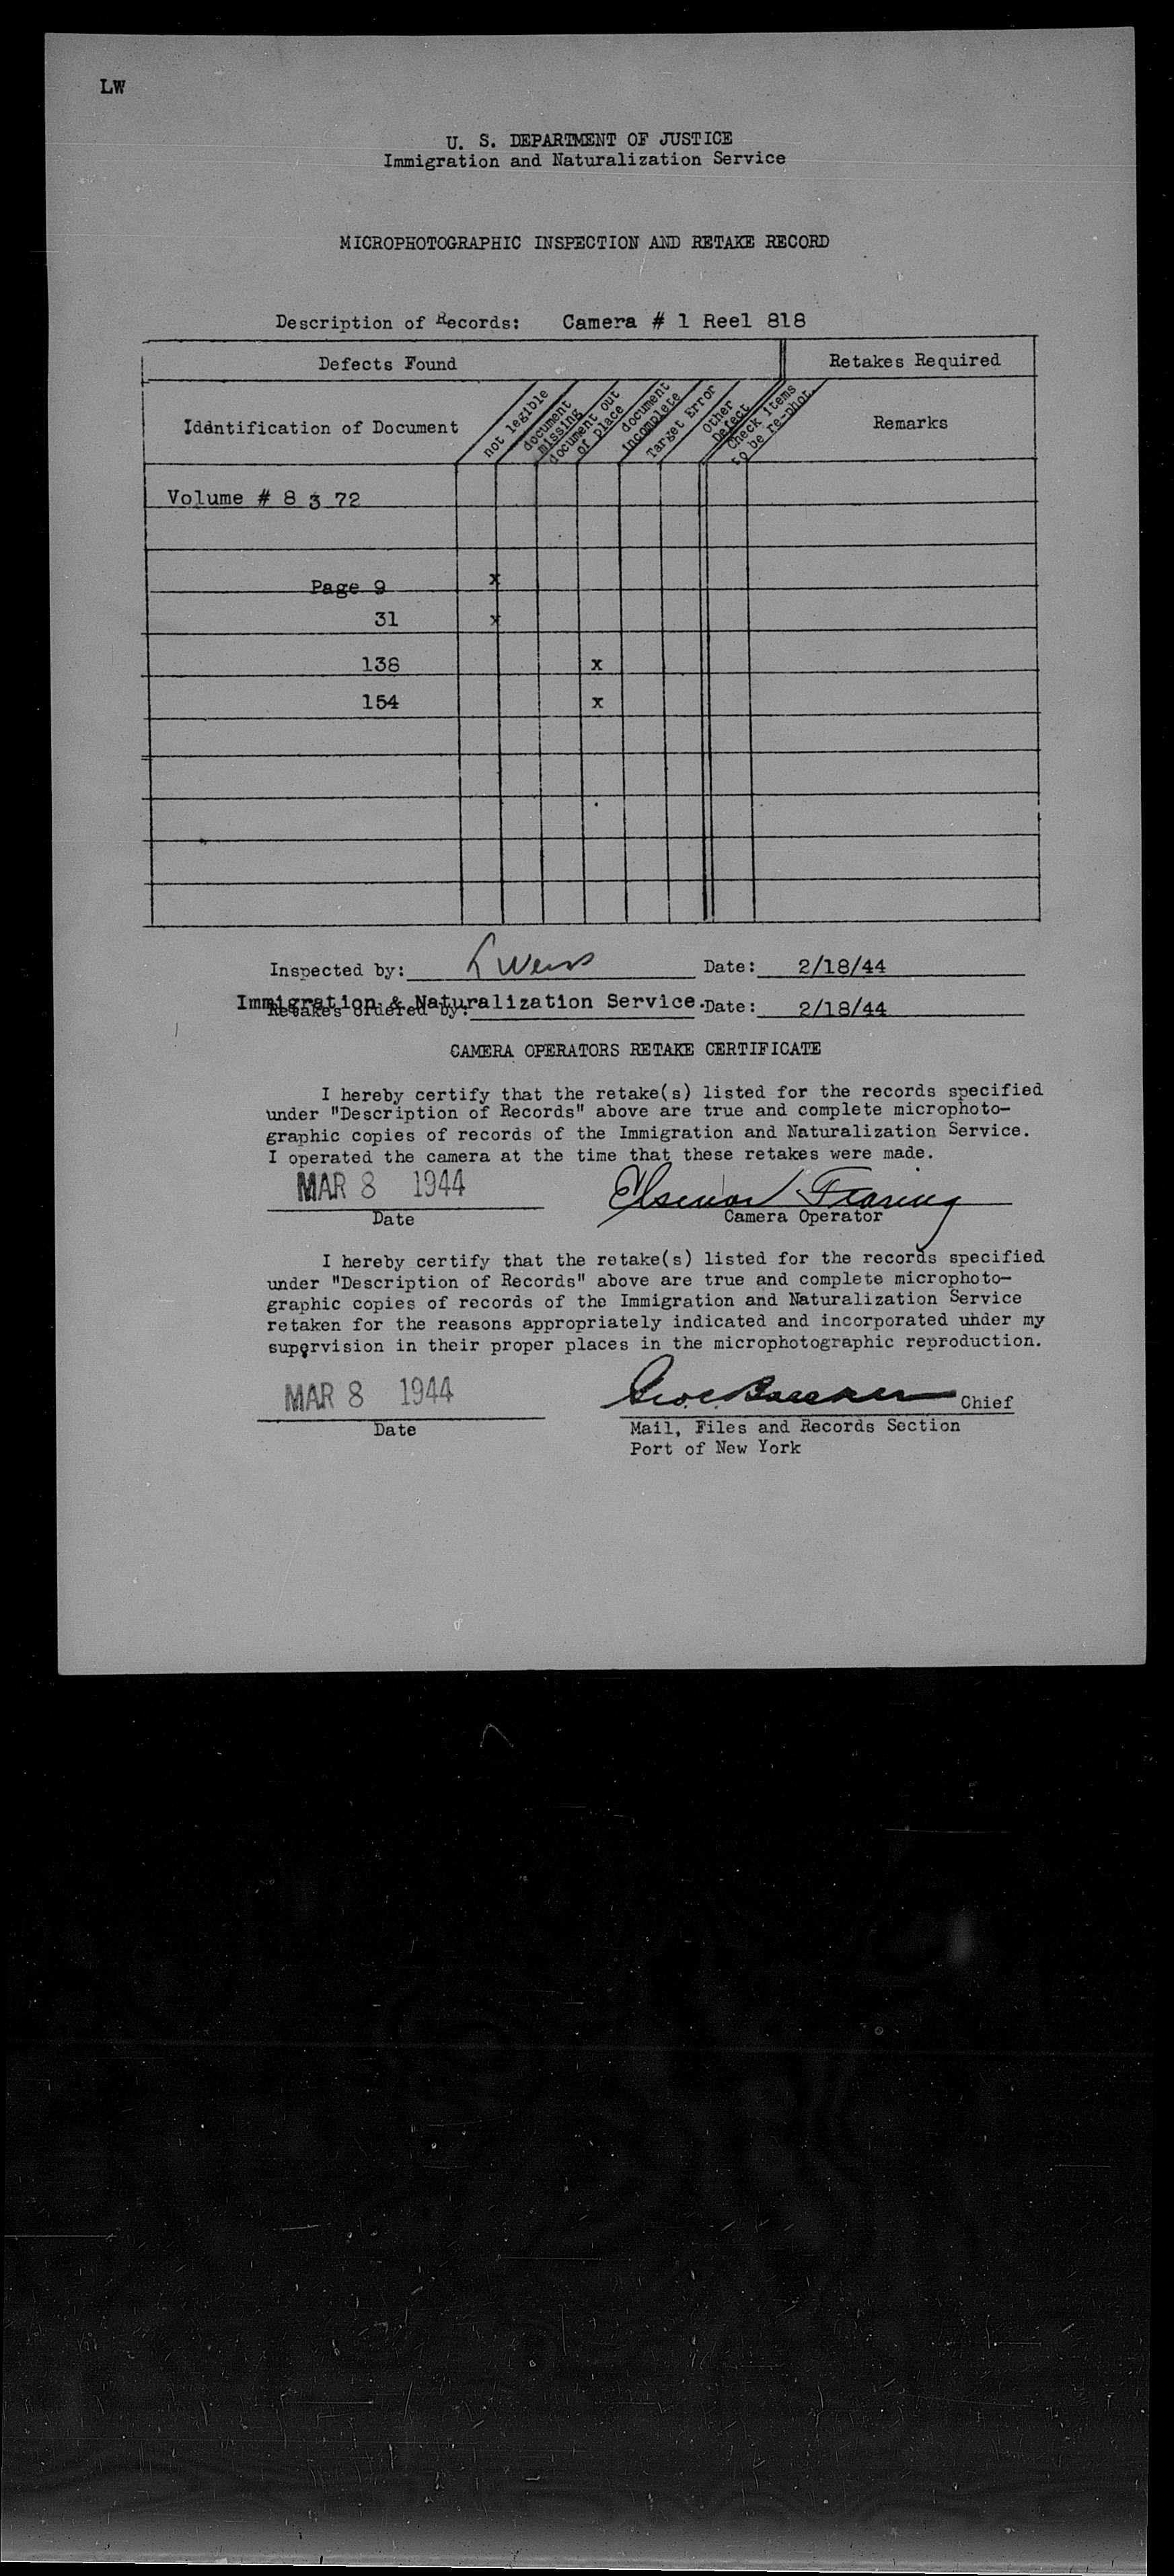 LW
U. S. DEPARTMENT OF JUSTICE
Immigration and Naturalization Service
MICROPHOTOGRAPHIC INSPECTION AND RETAKE RECORD
Description of Records: Camera # 1 Reel 818
Defects Found
Retakes Required
Identification of Document
not legible
document missing
document out of place
document incomplete
Target Error
Other Defect
Check items to be re-phot.
Remarks
Volume # 8 3 72
Page 9 x
31 x
138 x
154 x
Inspected by: L Weiss Date: 2/18/44
Immigration & Naturalization Service.
Retakes ordered by: Date: 2/18/44
CAMERA OPERATORS RETAKE CERTIFICATE
I hereby certify that the retake(s) listed for the records specified
under "Description of Records" above are true and complete microphoto-
graphic copies of records of the Immigration and Naturalization Service.
I operated the camera at the time that these retakes were made.
MAR 8 1944
Date
Camera Operator
I hereby certify that the retake(s) listed for the records specified
under "Description of Records" above are true and complete microphoto-
graphic copies of records of the Immigration and Naturalization Service
retaken for the reasons appropriately indicated and incorporated under my
supervision in their proper places in the microphotographic reproduction.
MAR 8 1944
Chief
Date
Mail, Files and Records Section
Port of New York